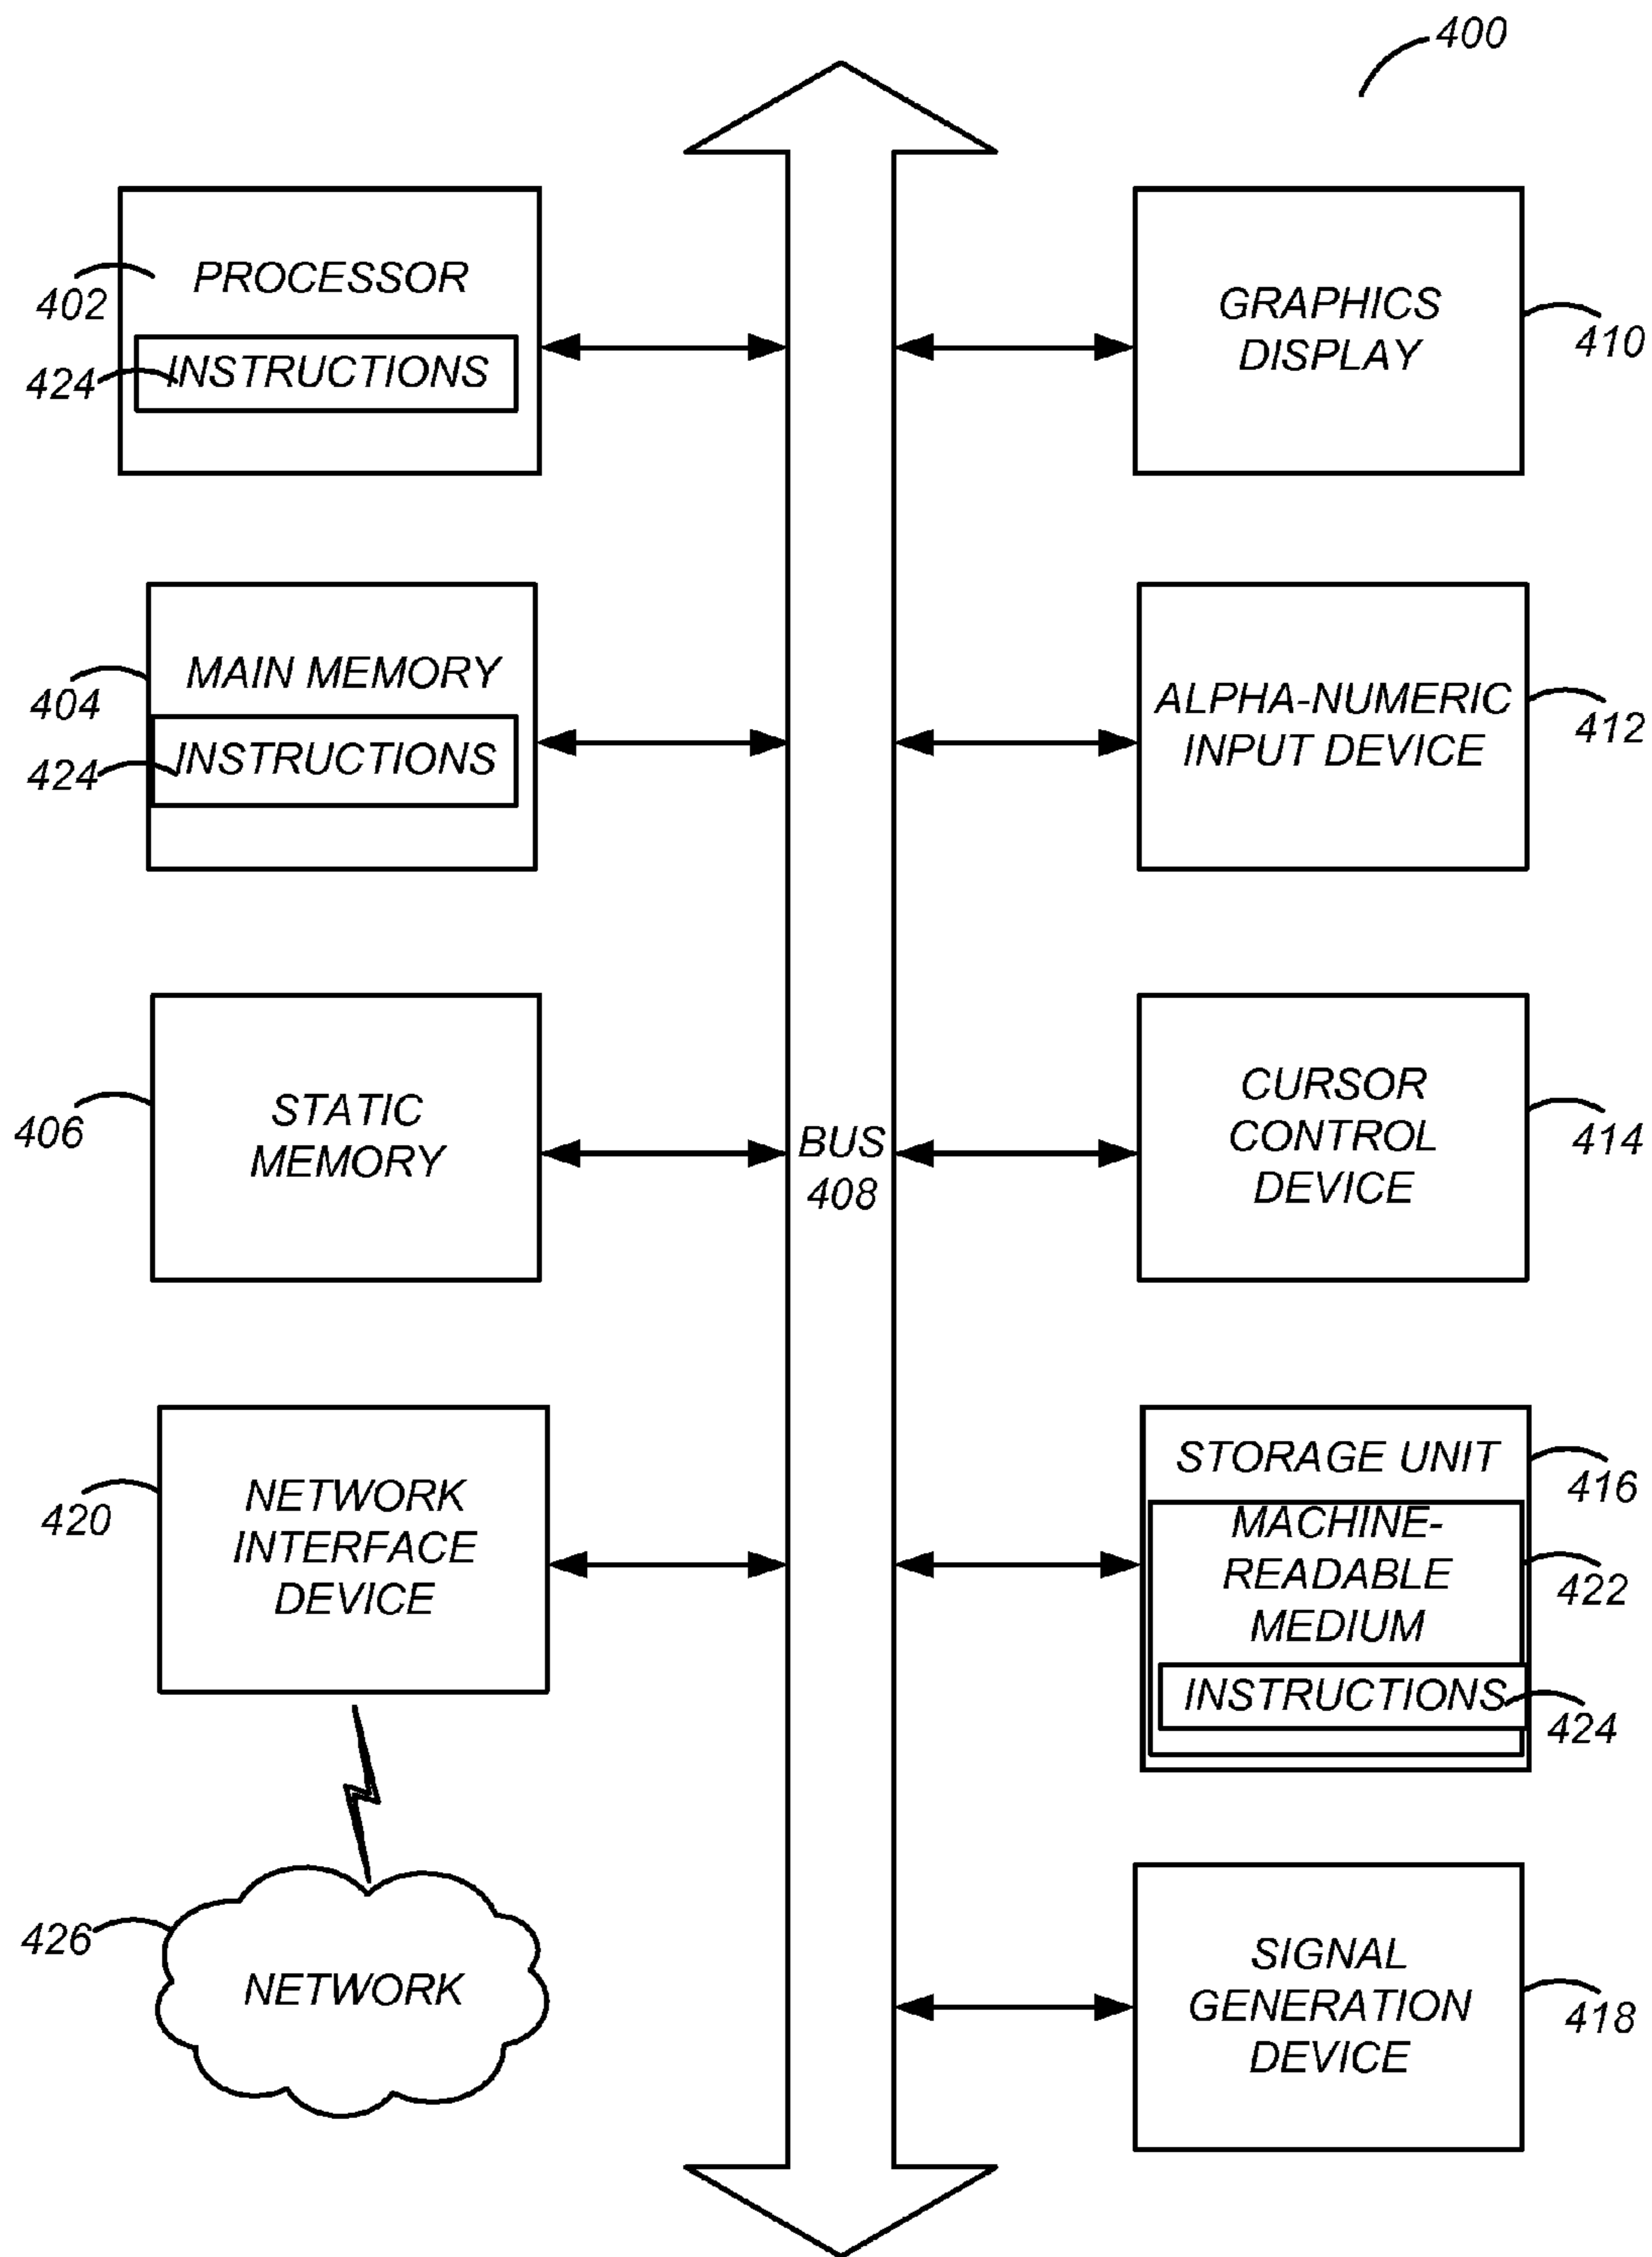 400
PROCESSOR
402
INSTRUCTIONS
424
MAIN MEMORY
404
INSTRUCTIONS
424
STATIC
MEMORY
406
NETWORK
INTERFACE
DEVICE
420
NETWORK
426
BUS
408
GRAPHICS
DISPLAY
410
ALPHA-NUMERIC
INPUT DEVICE
412
CURSOR
CONTROL
DEVICE
414
STORAGE UNIT
416
MACHINE-
READABLE
MEDIUM
422
INSTRUCTIONS
424
SIGNAL
GENERATION
DEVICE
418